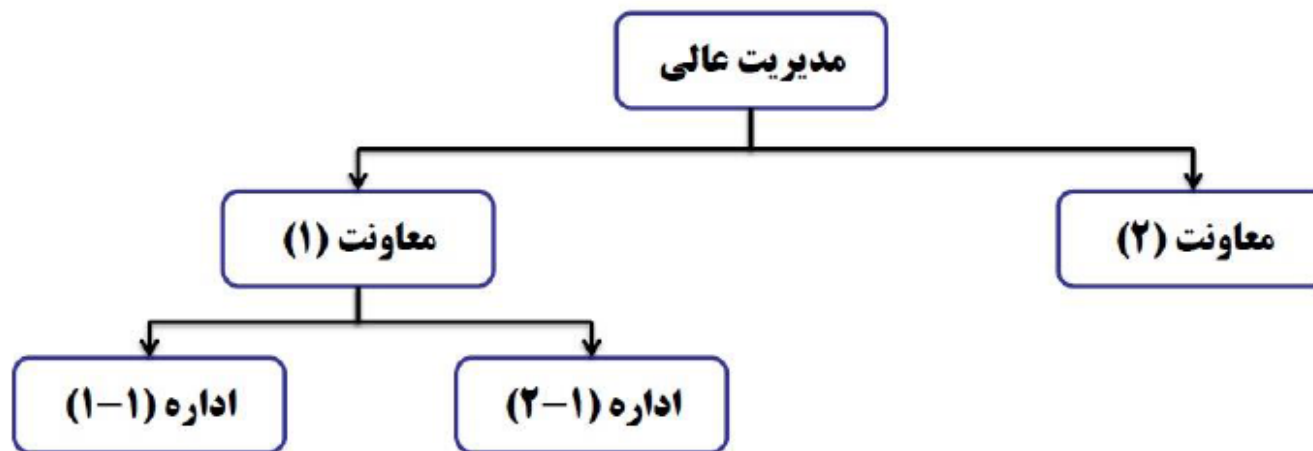 مدیریت عالی
معاونت (۲)
معاونت (۱)
اداره (۱–۲)
اداره (۱–۱)